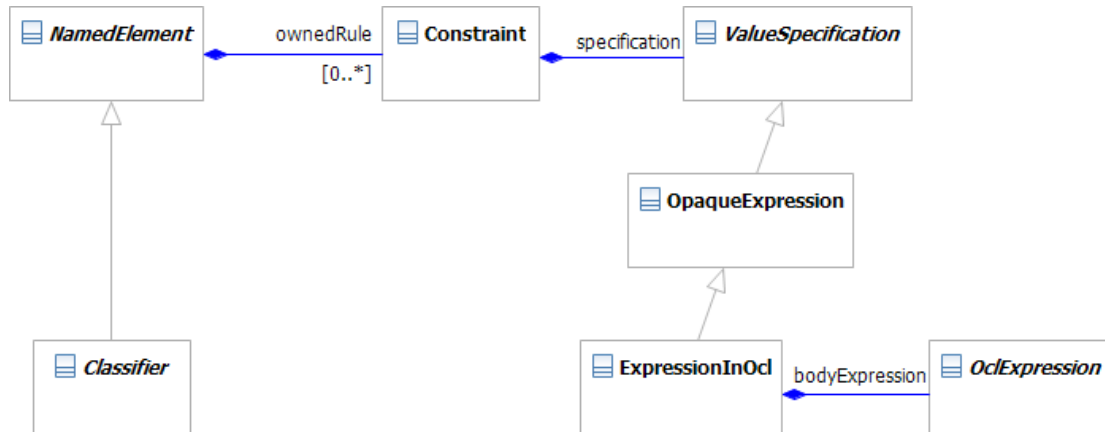 NamedElement
ownedRule
[0..*]
Constraint
specification
ValueSpecification
OpaqueExpression
Classifier
ExpressionInOcl
bodyExpression
OclExpression